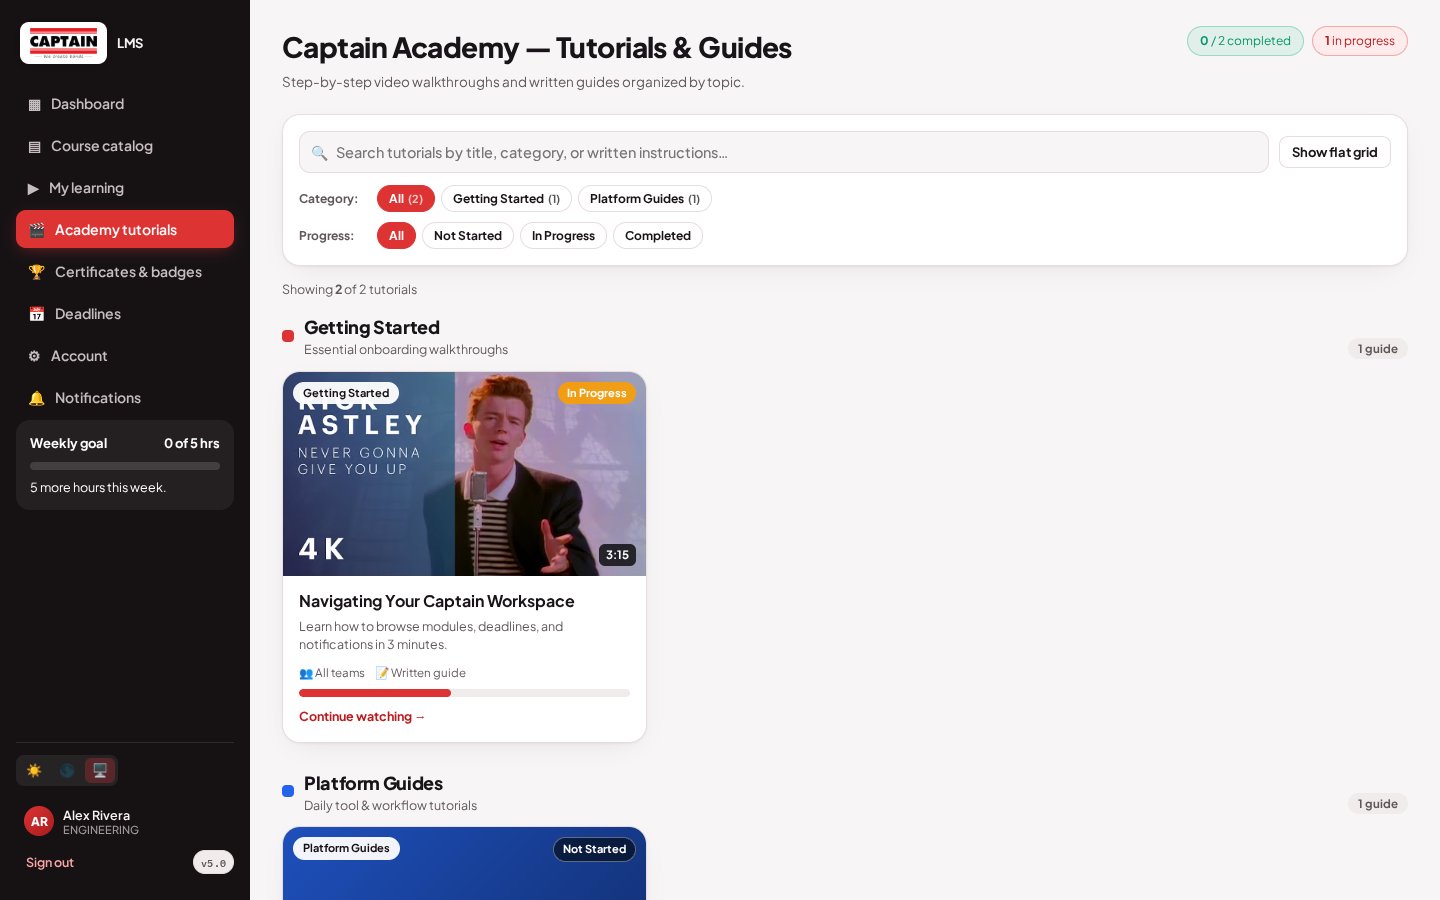 CAPTAIN
LMS
Dashboard
Course catalog
My learning
Academy tutorials
Certificates & badges
Deadlines
Account
Notifications
Weekly goal 0 of 5 hrs
5 more hours this week.
AR
Alex Rivera
ENGINEERING
Sign out
v5.0
Captain Academy — Tutorials & Guides
0 / 2 completed
1 in progress
Step-by-step video walkthroughs and written guides organized by topic.
Search tutorials by title, category, or written instructions...
Show flat grid
Category: All (2) Getting Started (1) Platform Guides (1)
Progress: All Not Started In Progress Completed
Showing 2 of 2 tutorials
Getting Started
Essential onboarding walkthroughs
1 guide
Getting Started
In Progress
RICK
ASTLEY
NEVER GONNA
GIVE YOU UP
4K
3:15
Navigating Your Captain Workspace
Learn how to browse modules, deadlines, and
notifications in 3 minutes.
All teams Written guide
Continue watching →
Platform Guides
Daily tool & workflow tutorials
1 guide
Platform Guides
Not Started